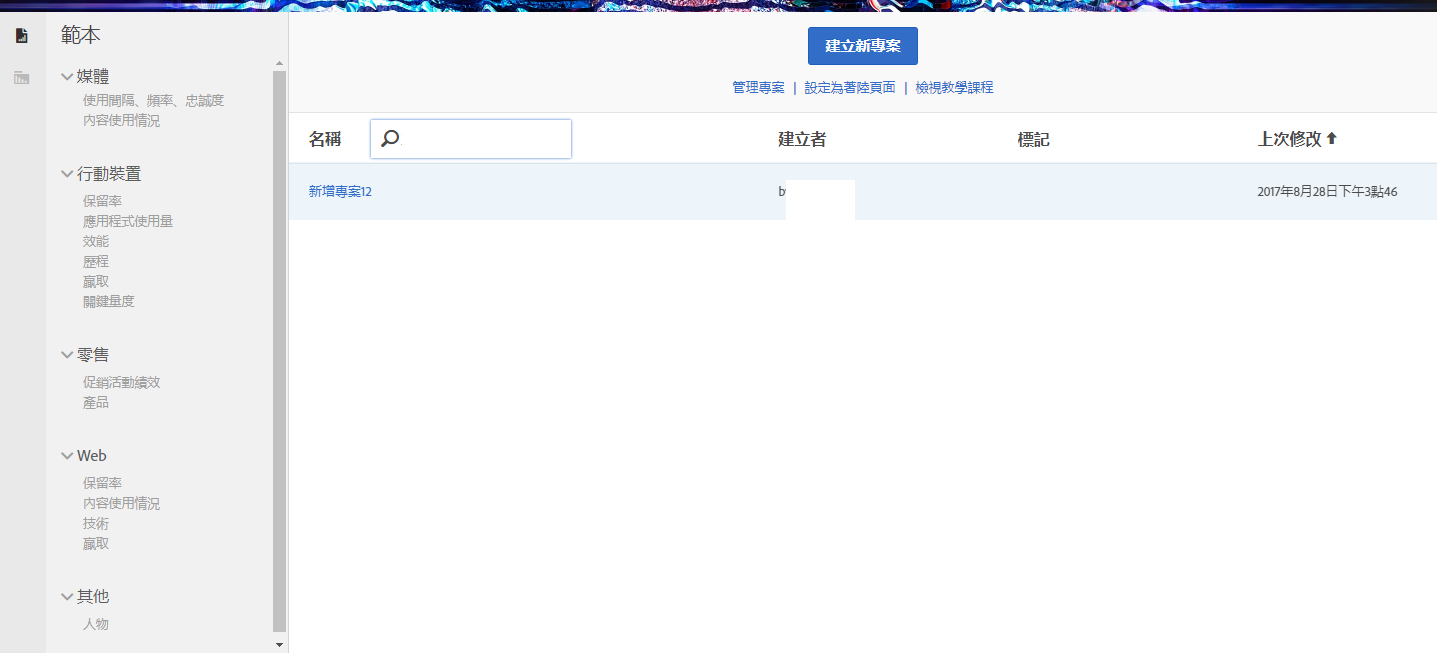 範本
媒體
使用間隔、頻率、忠誠度
內容使用情況
行動裝置
保留率
應用程式使用量
效能
歷程
贏取
關鍵量度
零售
促銷活動績效
產品
Web
保留率
內容使用情況
技術
贏取
其他
人物
建立新專案
管理專案 | 設定為著陸頁面 | 檢視教學課程
名稱 建立者 標記 上次修改
新增專案12 2017年8月28日下午3點46